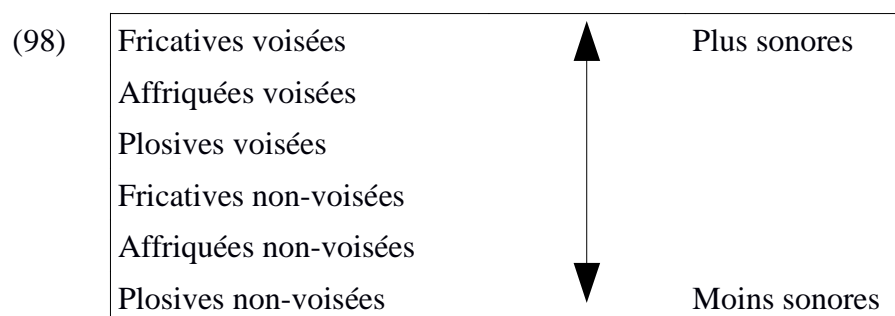 (98) Fricatives voisées Plus sonores
Affriquées voisées
Plosives voisées
Fricatives non-voisées
Affriquées non-voisées
Plosives non-voisées Moins sonores